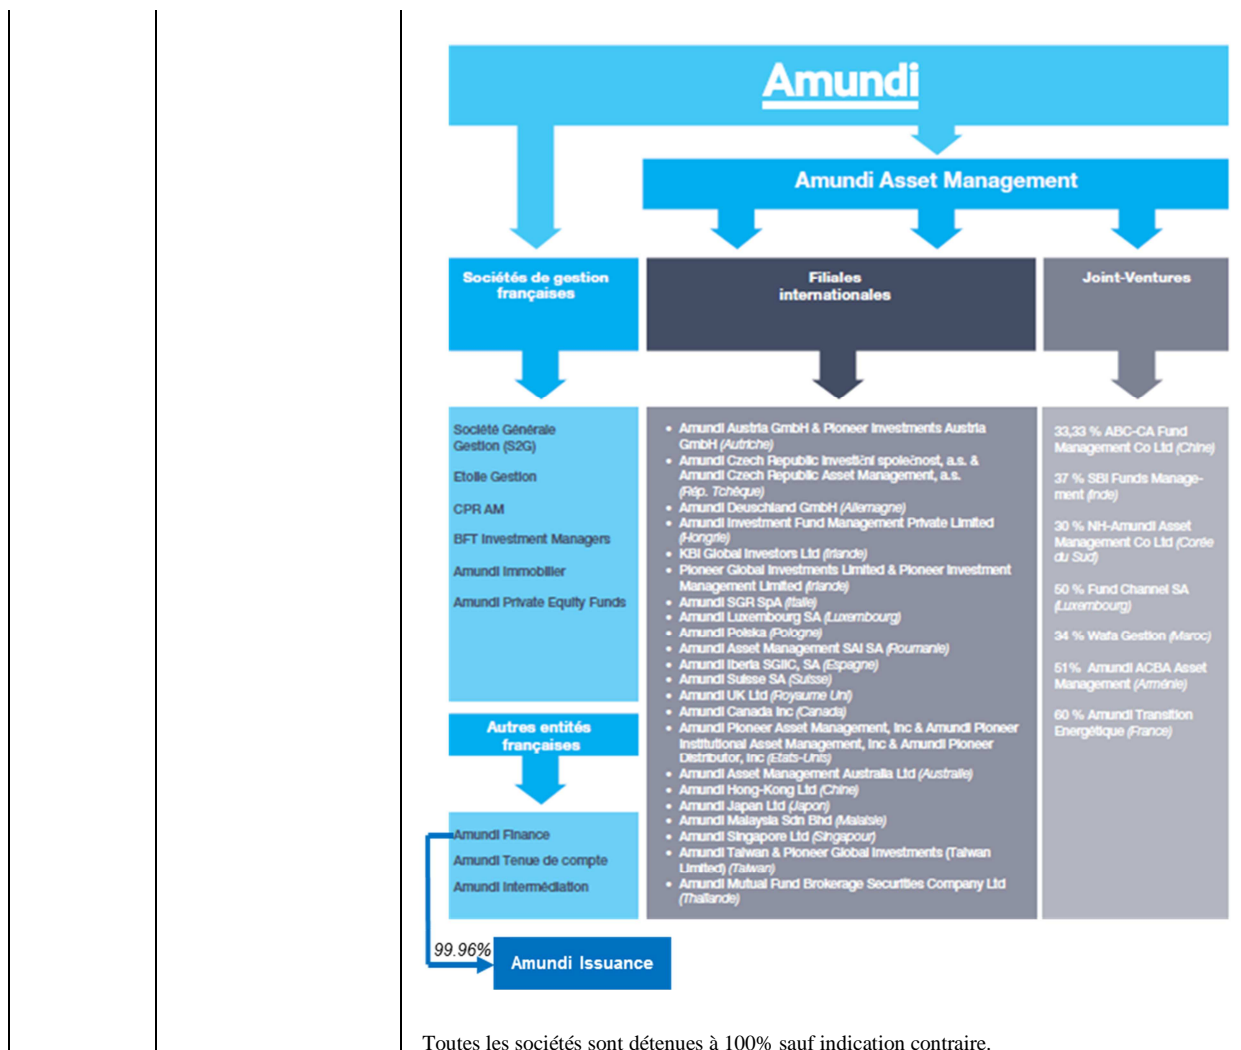 Amundi
Amundi Asset Management
Sociétés de gestion
françaises
Filiales
internationales
Joint-Ventures
Société Générale
Gestion (S2G)
Etoile Gestion
CPR AM
BFT Investment Managers
Amundi Immobilier
Amundi Private Equity Funds
Autres entités
françaises
Amundi Finance
Amundi Tenue de compte
Amundi Intermédiation
• Amundi Austria GmbH & Pioneer Investments Austria
GmbH (Autriche)
• Amundi Czech Republic Investiční společnost, a.s. &
Amundi Czech Republic Asset Management, a.s.
(Rép. Tchèque)
• Amundi Deuschland GmbH (Allemagne)
• Amundi Investment Fund Management Private Limited
(Hongrie)
• KBI Global Investors Ltd (Irlande)
• Pioneer Global Investments Limited & Pioneer Investment
Management Limited (Irlande)
• Amundi SGR SpA (Italie)
• Amundi Luxembourg SA (Luxembourg)
• Amundi Polska (Pologne)
• Amundi Asset Management SAI SA (Roumanie)
• Amundi Iberia SGIIC, SA (Espagne)
• Amundi Suisse SA (Suisse)
• Amundi UK Ltd (Royaume Uni)
• Amundi Canada Inc (Canada)
• Amundi Pioneer Asset Management, Inc & Amundi Pioneer
Institutional Asset Management, Inc & Amundi Pioneer
Distributor, Inc (Etats-Unis)
• Amundi Asset Management Australia Ltd (Australie)
• Amundi Hong-Kong Ltd (Chine)
• Amundi Japan Ltd (Japon)
• Amundi Malaysia Sdn Bhd (Malaisie)
• Amundi Singapore Ltd (Singapour)
• Amundi Taiwan & Pioneer Global Investments (Taiwan
Limited) (Taiwan)
• Amundi Mutual Fund Brokerage Securities Company Ltd
(Thaïlande)
33,33 % ABC-CA Fund
Management Co Ltd (Chine)
37 % SBI Funds Manage-
ment (Inde)
30 % NH-Amundi Asset
Management Co Ltd (Corée
du Sud)
50 % Fund Channel SA
(Luxembourg)
34 % Wafa Gestion (Maroc)
51% Amundi ACBA Asset
Management (Arménie)
60 % Amundi Transition
Energétique (France)
99.96%
Amundi Issuance
Toutes les sociétés sont détenues à 100% sauf indication contraire.